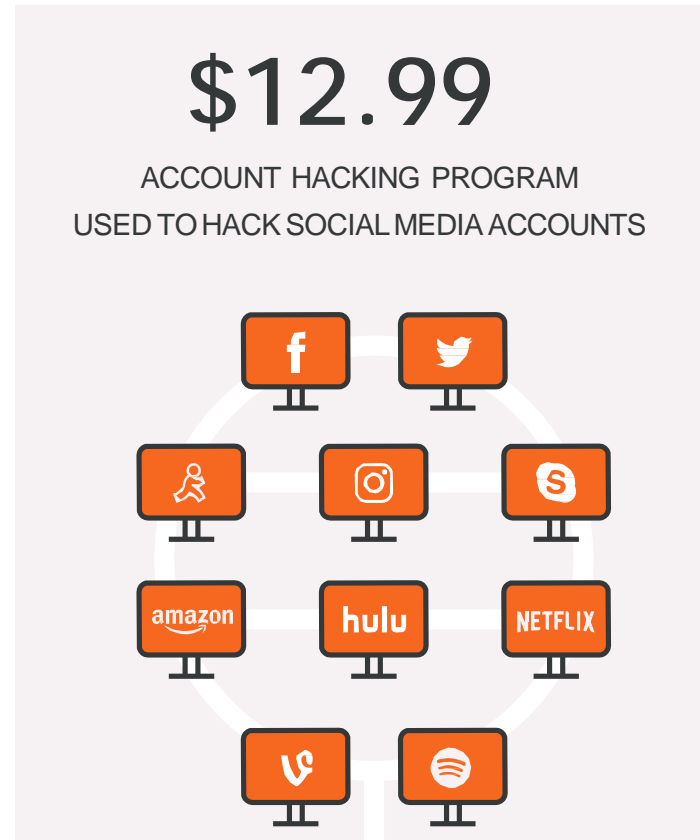 $12.99
ACCOUNT HACKING PROGRAM
USED TO HACK SOCIAL MEDIA ACCOUNTS
f
S
amazon
hulu
NETFLIX